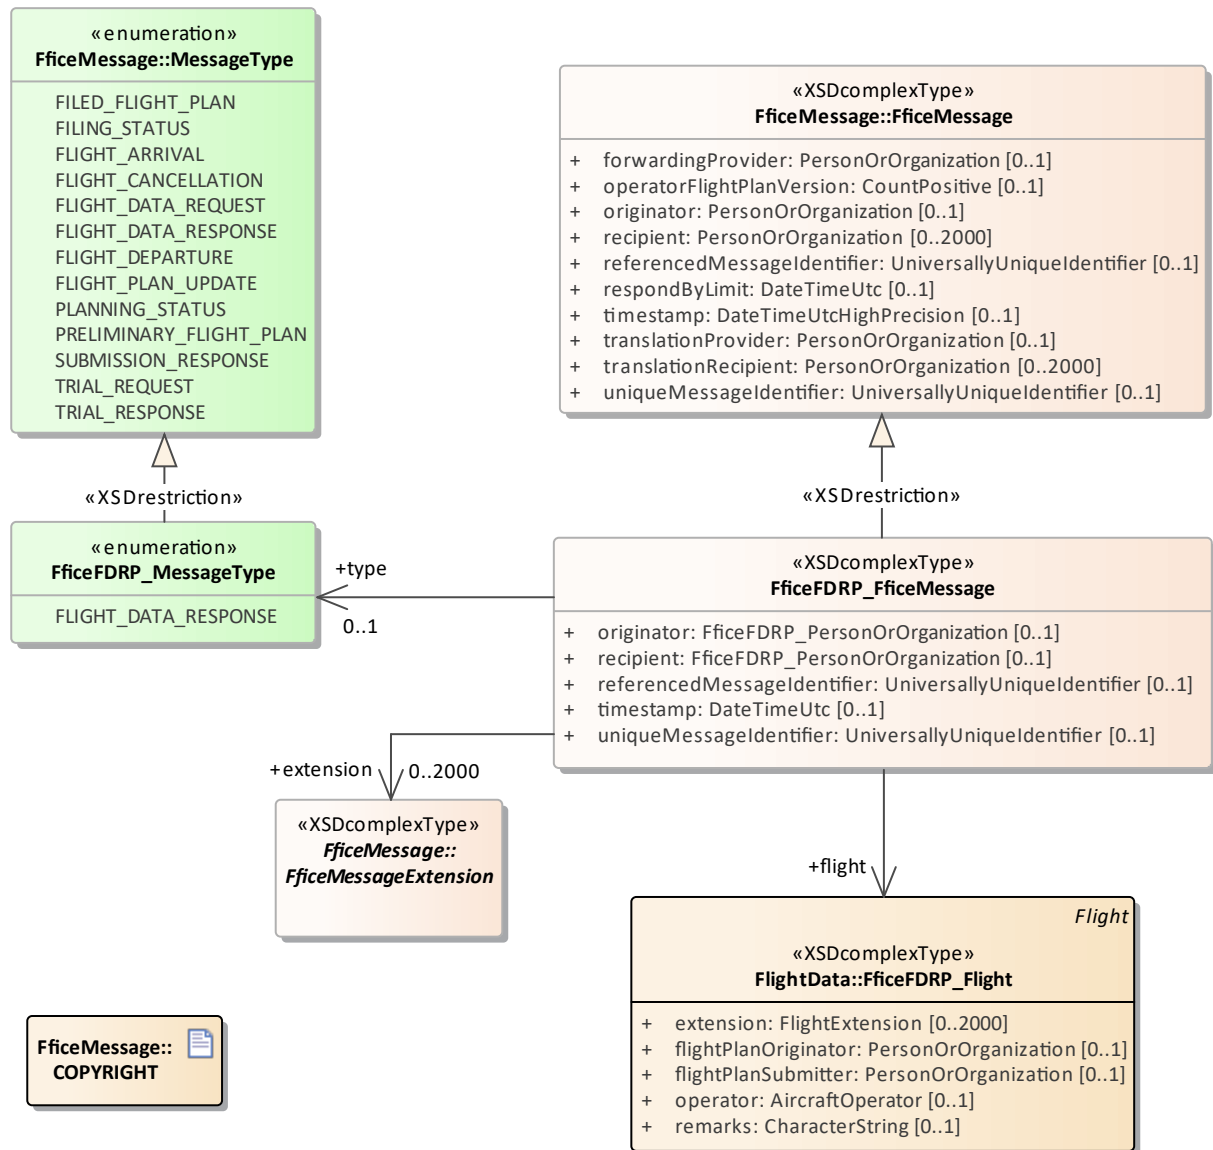 «enumeration»
FficeMessage::MessageType
FILED_FLIGHT_PLAN
FILING_STATUS
FLIGHT_ARRIVAL
FLIGHT_CANCELLATION
FLIGHT_DATA_REQUEST
FLIGHT_DATA_RESPONSE
FLIGHT_DEPARTURE
FLIGHT_PLAN_UPDATE
PLANNING_STATUS
PRELIMINARY_FLIGHT_PLAN
SUBMISSION_RESPONSE
TRIAL_REQUEST
TRIAL_RESPONSE
«XSDcomplexType»
FficeMessage::FficeMessage
+ forwardingProvider: PersonOrOrganization [0..1]
+ operatorFlightPlanVersion: CountPositive [0..1]
+ originator: PersonOrOrganization [0..1]
+ recipient: PersonOrOrganization [0..2000]
+ referencedMessageIdentifier: UniversallyUniqueIdentifier [0..1]
+ respondByLimit: DateTimeUtc [0..1]
+ timestamp: DateTimeUtcHighPrecision [0..1]
+ translationProvider: PersonOrOrganization [0..1]
+ translationRecipient: PersonOrOrganization [0..2000]
+ uniqueMessageIdentifier: UniversallyUniqueIdentifier [0..1]
«XSDrestriction»
«XSDrestriction»
«enumeration»
FficeFDRP_MessageType
FLIGHT_DATA_RESPONSE
+type
0..1
«XSDcomplexType»
FficeFDRP_FficeMessage
+ originator: FficeFDRP_PersonOrOrganization [0..1]
+ recipient: FficeFDRP_PersonOrOrganization [0..1]
+ referencedMessageIdentifier: UniversallyUniqueIdentifier [0..1]
+ timestamp: DateTimeUtc [0..1]
+ uniqueMessageIdentifier: UniversallyUniqueIdentifier [0..1]
+extension
0..2000
«XSDcomplexType»
FficeMessage::
FficeMessageExtension
+flight
Flight
«XSDcomplexType»
FlightData::FficeFDRP_Flight
+ extension: FlightExtension [0..2000]
+ flightPlanOriginator: PersonOrOrganization [0..1]
+ flightPlanSubmitter: PersonOrOrganization [0..1]
+ operator: AircraftOperator [0..1]
+ remarks: CharacterString [0..1]
FficeMessage::
COPYRIGHT